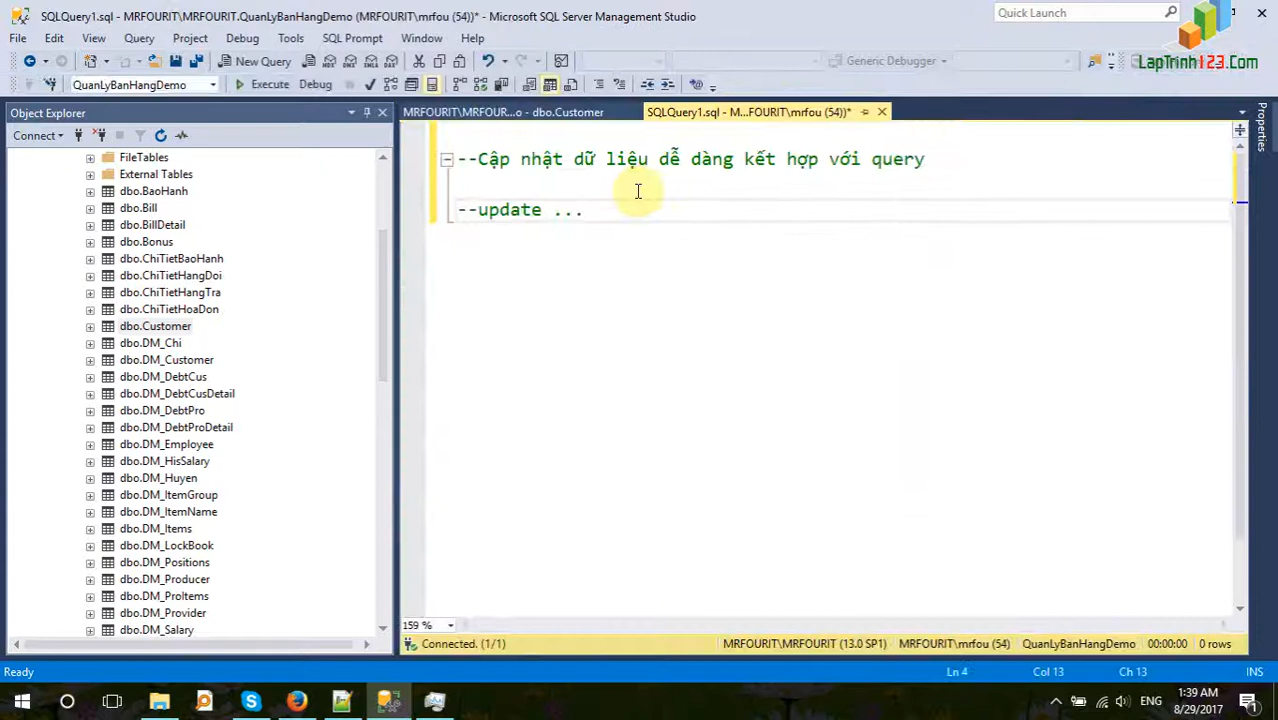 SQLQuery1.sql - MRFOURIT\MRFOURIT.QuanLyBanHangDemo (MRFOURIT\mrfou (54))* - Microsoft SQL Server Management Studio
Quick Launch
File Edit View Query Project Debug Tools SQL Prompt Window Help
LapTrinh123.Com
New Query
Generic Debugger
QuanLyBanHangDemo
Execute Debug
Object Explorer
MRFOURIT\MRFOUR...o - dbo.Customer
SQLQuery1.sql - M...FOURIT\mrfou (54))*
Properties
Connect
FileTables
External Tables
dbo.BaoHanh
dbo.Bill
dbo.BillDetail
dbo.Bonus
dbo.ChiTietBaoHanh
dbo.ChiTietHangDoi
dbo.ChiTietHangTra
dbo.ChiTietHoaDon
dbo.Customer
dbo.DM_Chi
dbo.DM_Customer
dbo.DM_DebtCus
dbo.DM_DebtCusDetail
dbo.DM_DebtPro
dbo.DM_DebtProDetail
dbo.DM_Employee
dbo.DM_HisSalary
dbo.DM_Huyen
dbo.DM_ItemGroup
dbo.DM_ItemName
dbo.DM_Items
dbo.DM_LockBook
dbo.DM_Positions
dbo.DM_Producer
dbo.DM_ProItems
dbo.DM_Provider
dbo.DM_Salary
--Cập nhật dữ liệu dễ dàng kết hợp với query
--update ...
159 %
Connected. (1/1)
MRFOURIT\MRFOURIT (13.0 SP1)
MRFOURIT\mrfou (54)
QuanLyBanHangDemo
00:00:00
0 rows
Ready
Ln 4
Col 13
Ch 13
INS
ENG
1:39 AM
8/29/2017
1